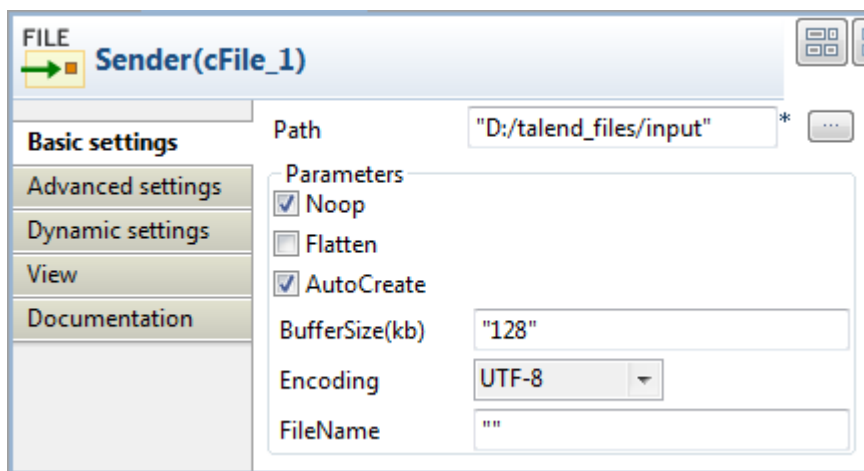 FILE
Sender(cFile_1)
Basic settings
Advanced settings
Dynamic settings
View
Documentation
Path "D:/talend_files/input" * ...
Parameters
Noop
Flatten
AutoCreate
BufferSize(kb) "128"
Encoding UTF-8
FileName ""